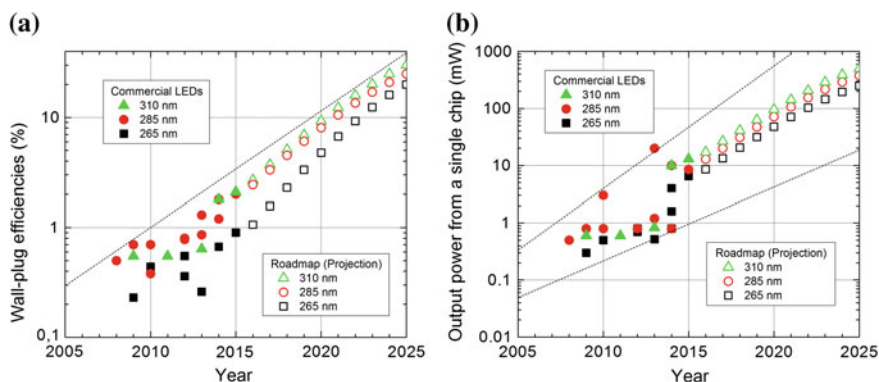 (a)
Wall-plug efficiencies (%)
10
1
0,1
Commercial LEDs
310 nm
285 nm
265 nm
Roadmap (Projection)
310 nm
285 nm
265 nm
2005
2010
2015
2020
2025
Year
(b)
Output power from a single chip (mW)
1000
100
10
1
0.1
0.01
Commercial LEDs
310 nm
285 nm
265 nm
Roadmap (Projection)
310 nm
285 nm
265 nm
2005
2010
2015
2020
2025
Year